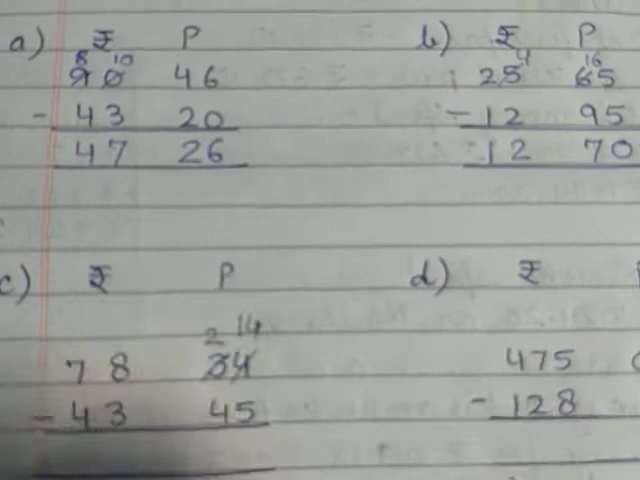 a) ₹ P b) ₹ P
8 10 4 16
90 46 25 65
- 43 20 - 12 95
47 26 12 70
c) ₹ P d) ₹
2 14
78 34 475
- 43 45 - 128